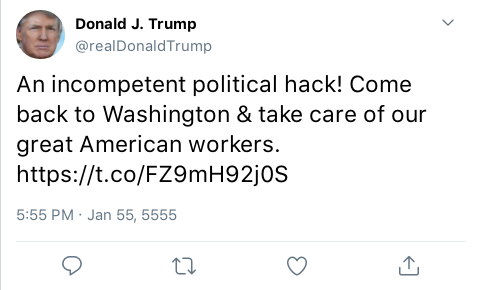 Donald J. Trump
@realDonaldTrump
An incompetent political hack! Come
back to Washington & take care of our
great American workers.
https://t.co/FZ9mH92j0S
5:55 PM · Jan 55, 5555